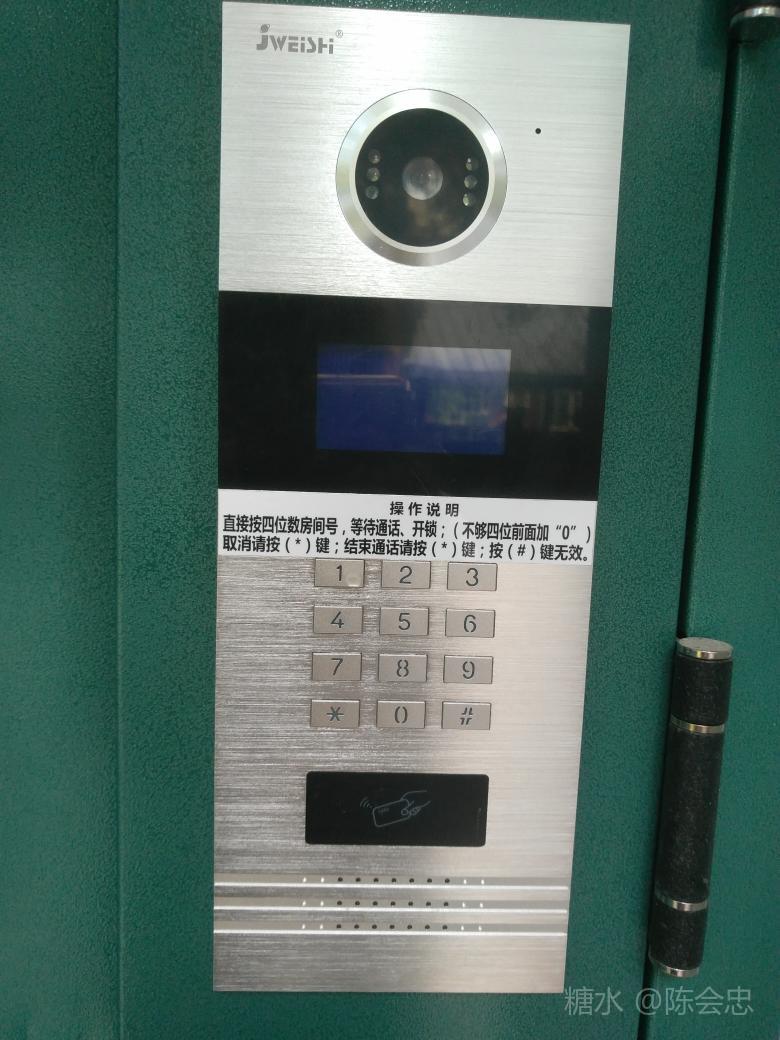 JWEISHI®
操作说明
直接按四位数房间号，等待通话、开锁；（不够四位前面加“0”）
取消请按（*）键；结束通话请按（*）键；按（#）键无效。
1 2 3
4 5 6
7 8 9
* 0 #
糖水 @陈会忠